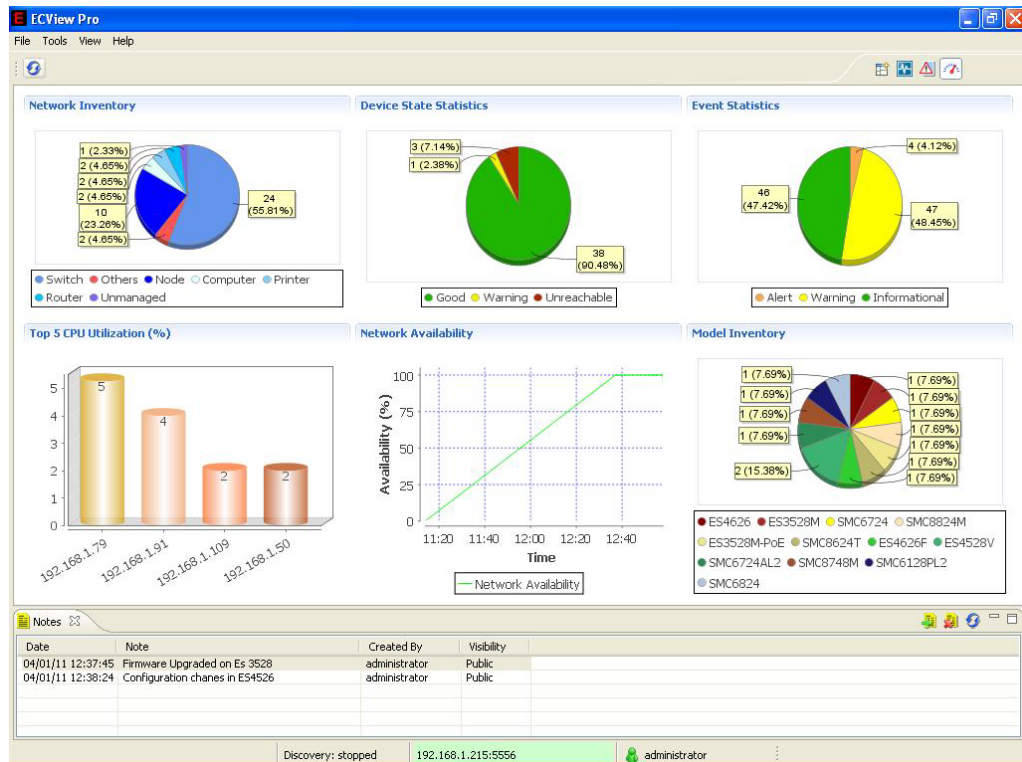 ECView Pro
File Tools View Help
Network Inventory
1 (2.33%)
2 (4.65%)
2 (4.65%)
2 (4.65%)
10
(23.26%)
2 (4.65%)
24
(55.81%)
Switch Others Node Computer Printer
Router Unmanaged
Device State Statistics
3 (7.14%)
1 (2.38%)
38
(90.48%)
Good Warning Unreachable
Event Statistics
4 (4.12%)
46
(47.42%)
47
(48.45%)
Alert Warning Informational
Top 5 CPU Utilization (%)
5
4
3
2
1
0
5
4
2
2
192.168.1.79
192.168.1.91
192.168.1.109
192.168.1.50
Network Availability
Availability (%)
100
75
50
25
0
11:20 11:40 12:00 12:20 12:40
Time
Network Availability
Model Inventory
1 (7.69%)
1 (7.69%)
1 (7.69%)
1 (7.69%)
2 (15.38%)
1 (7.69%)
1 (7.69%)
1 (7.69%)
1 (7.69%)
1 (7.69%)
1 (7.69%)
1 (7.69%)
ES4626 ES3528M SMC6724 SMC8824M
ES3528M-PoE SMC8624T ES4626F ES4528V
SMC6724AL2 SMC8748M SMC6128PL2
SMC6824
Notes
Date Note Created By Visibility
04/01/11 12:37:45 Firmware Upgraded on Es 3528 administrator Public
04/01/11 12:38:24 Configuration chanes in ES4526 administrator Public
Discovery: stopped 192.168.1.215:5556 administrator